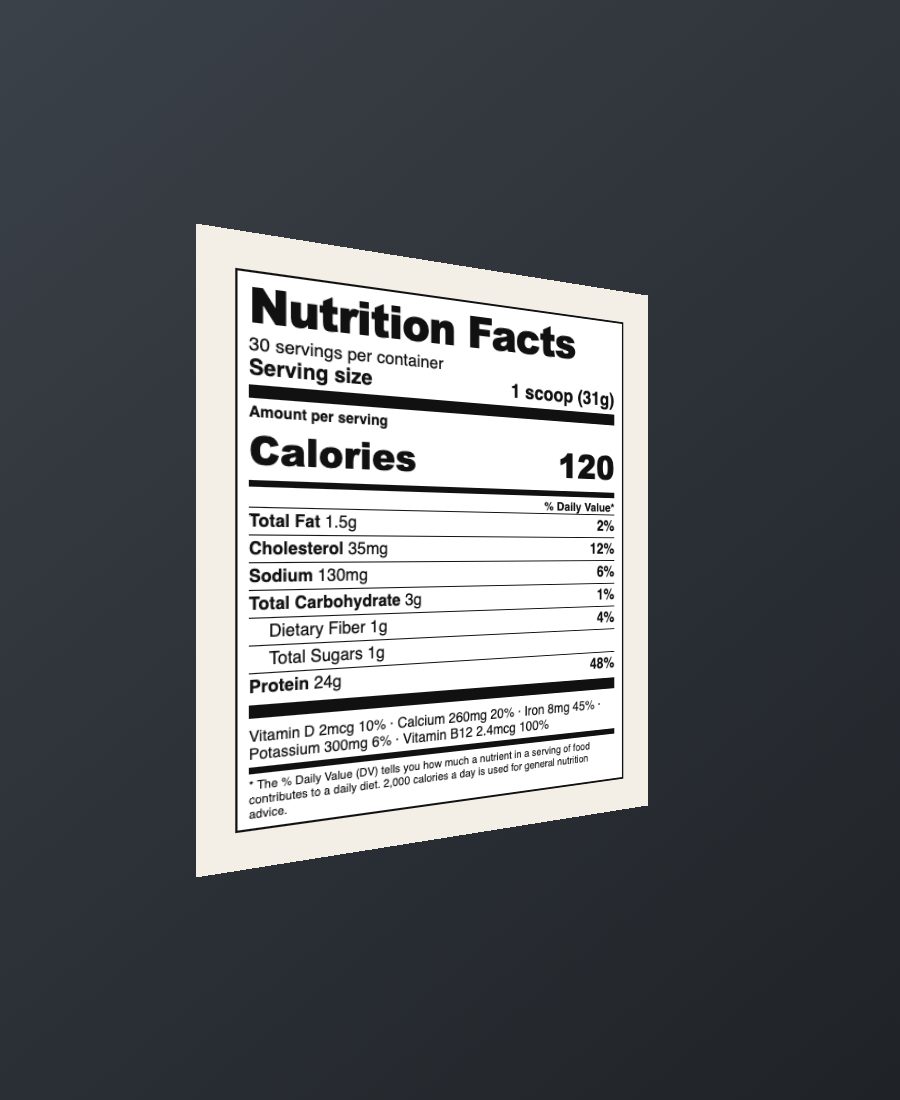 Nutrition Facts
30 servings per container
Serving size 1 scoop (31g)
Amount per serving
Calories 120
% Daily Value*
Total Fat 1.5g 2%
Cholesterol 35mg 12%
Sodium 130mg 6%
Total Carbohydrate 3g 1%
Dietary Fiber 1g 4%
Total Sugars 1g
Protein 24g 48%
Vitamin D 2mcg 10% · Calcium 260mg 20% · Iron 8mg 45% ·
Potassium 300mg 6% · Vitamin B12 2.4mcg 100%
* The % Daily Value (DV) tells you how much a nutrient in a serving of food
contributes to a daily diet. 2,000 calories a day is used for general nutrition
advice.